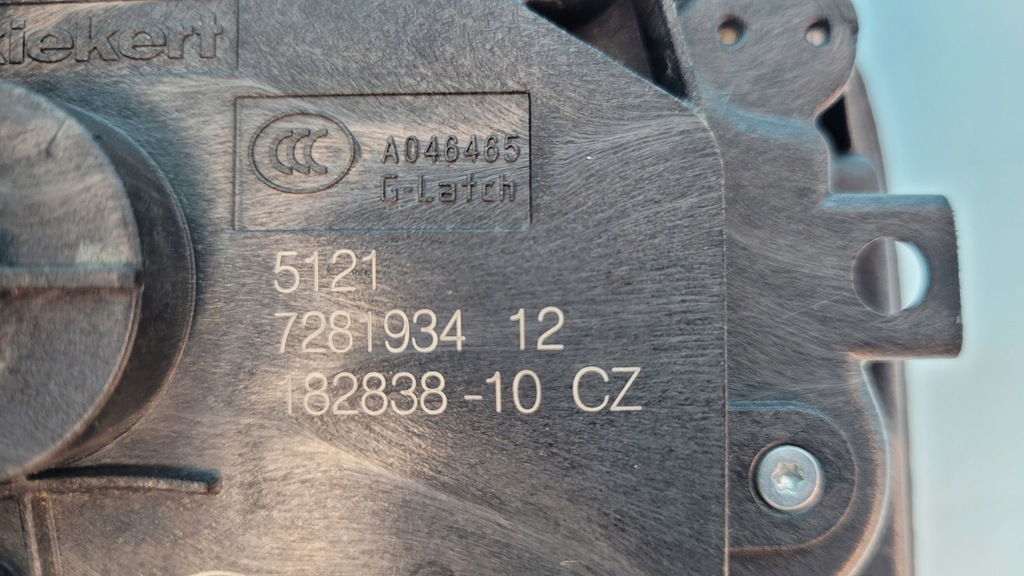 kiekert
CCC
A046465
G-Latch
5121
7281934 12
182838-10 CZ